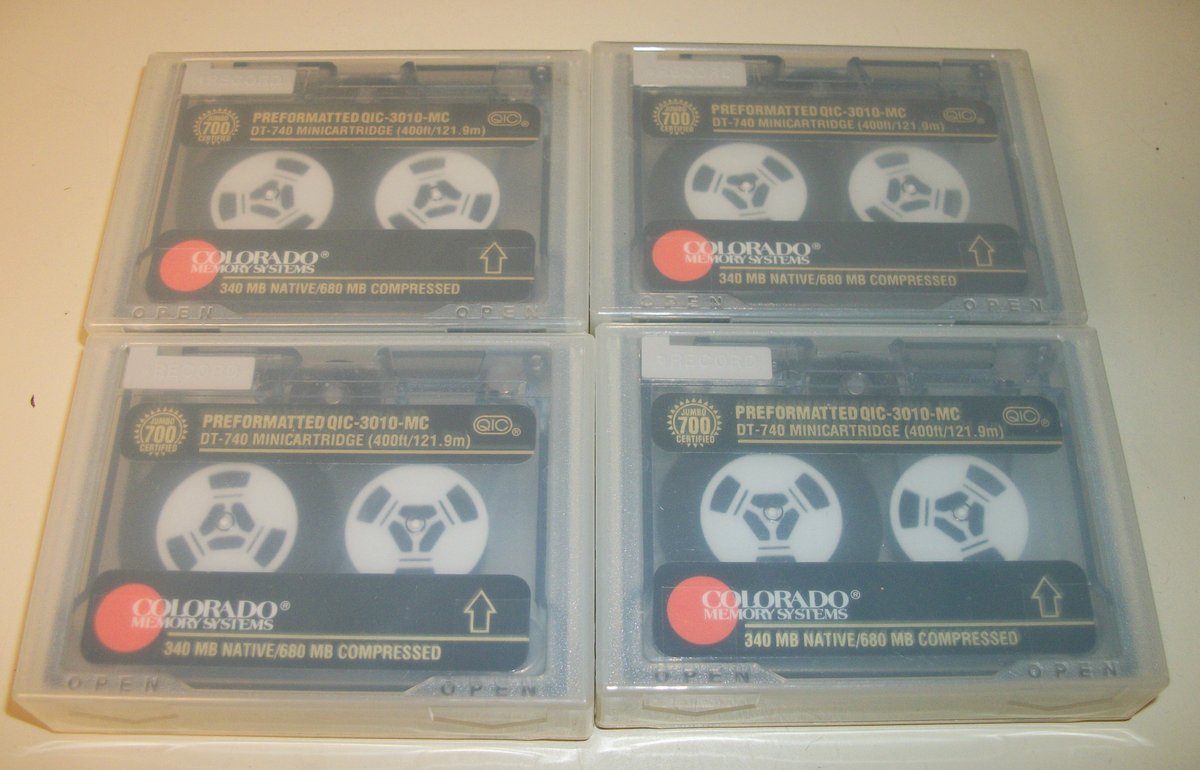 RECORD
JUMBO
700
CERTIFIED
PREFORMATTED QIC-3010-MC
DT-740 MINICARTRIDGE (400ft/121.9m)
QIC®
COLORADO®
MEMORY SYSTEMS
340 MB NATIVE/680 MB COMPRESSED
OPEN OPEN
RECORD
JUMBO
700
CERTIFIED
PREFORMATTED QIC-3010-MC
DT-740 MINICARTRIDGE (400ft/121.9m)
QIC®
COLORADO®
MEMORY SYSTEMS
340 MB NATIVE/680 MB COMPRESSED
OPEN OPEN
RECORD
JUMBO
700
CERTIFIED
PREFORMATTED QIC-3010-MC
DT-740 MINICARTRIDGE (400ft/121.9m)
QIC®
COLORADO®
MEMORY SYSTEMS
340 MB NATIVE/680 MB COMPRESSED
OPEN OPEN
RECORD
JUMBO
700
CERTIFIED
PREFORMATTED QIC-3010-MC
DT-740 MINICARTRIDGE (400ft/121.9m)
QIC®
COLORADO®
MEMORY SYSTEMS
340 MB NATIVE/680 MB COMPRESSED
OPEN OPEN